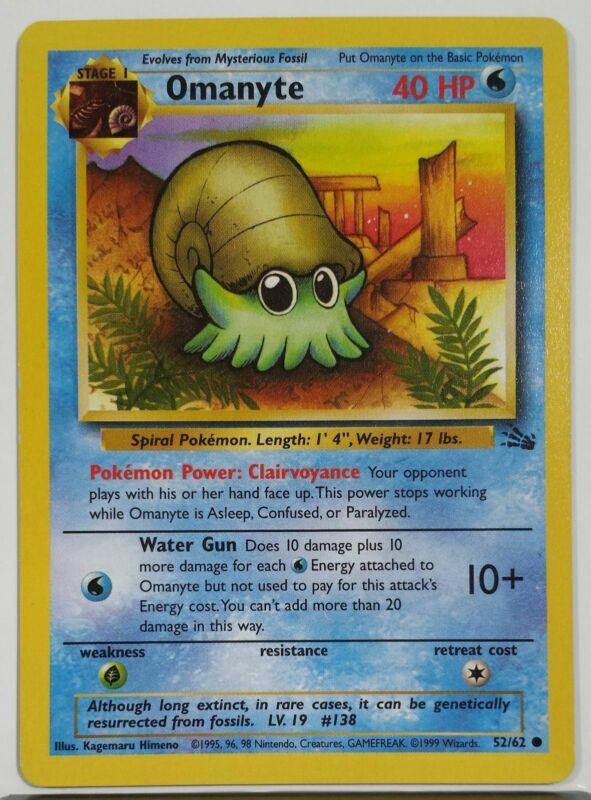 Evolves from Mysterious Fossil Put Omanyte on the Basic Pokémon
STAGE 1
Omanyte 40 HP
Spiral Pokémon. Length: 1' 4", Weight: 17 lbs.
Pokémon Power: Clairvoyance Your opponent
plays with his or her hand face up. This power stops working
while Omanyte is Asleep, Confused, or Paralyzed.
Water Gun Does 10 damage plus 10
more damage for each Energy attached to
Omanyte but not used to pay for this attack's
Energy cost. You can't add more than 20
damage in this way.
10+
weakness resistance retreat cost
Although long extinct, in rare cases, it can be genetically
resurrected from fossils. LV. 19 #138
Illus. Kagemaru Himeno ©1995, 96, 98 Nintendo, Creatures, GAMEFREAK. ©1999 Wizards. 52/62